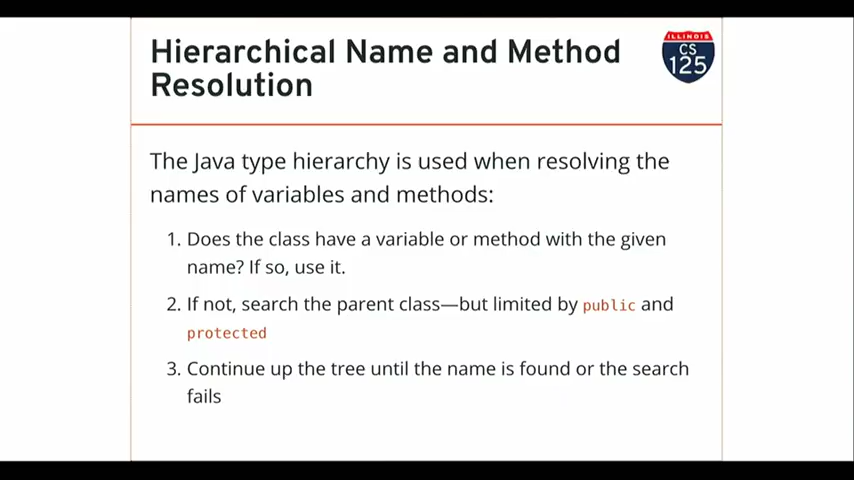 Hierarchical Name and Method
Resolution
ILLINOIS
CS
125
The Java type hierarchy is used when resolving the
names of variables and methods:
1. Does the class have a variable or method with the given
name? If so, use it.
2. If not, search the parent class—but limited by public and
protected
3. Continue up the tree until the name is found or the search
fails